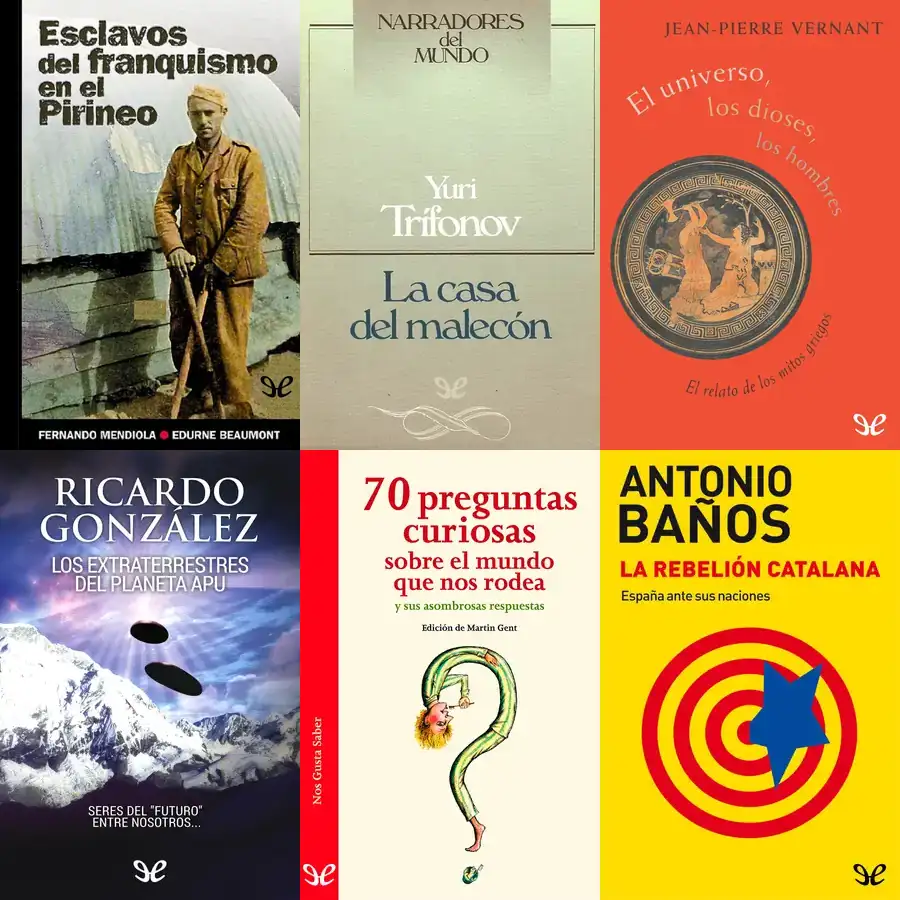 Esclavos
del franquismo
en el
Pirineo
FERNANDO MENDIOLA ● EDURNE BEAUMONT
NARRADORES
del
MUNDO
Yuri
Trífonov
La casa
del malecón
JEAN-PIERRE VERNANT
El universo,
los dioses,
los hombres
El relato de los mitos griegos
RICARDO
GONZÁLEZ
LOS EXTRATERRESTRES
DEL PLANETA APU
SERES DEL "FUTURO"
ENTRE NOSOTROS...
Nos Gusta Saber
70 preguntas
curiosas
sobre el mundo
que nos rodea
y sus asombrosas respuestas
Edición de Martin Gent
ANTONIO
BAÑOS
LA REBELIÓN CATALANA
España ante sus naciones